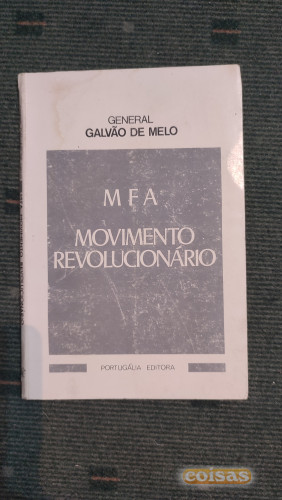 GENERAL
GALVÃO DE MELO
MFA
MOVIMENTO
REVOLUCIONÁRIO
PORTUGÁLIA EDITORA
coisas